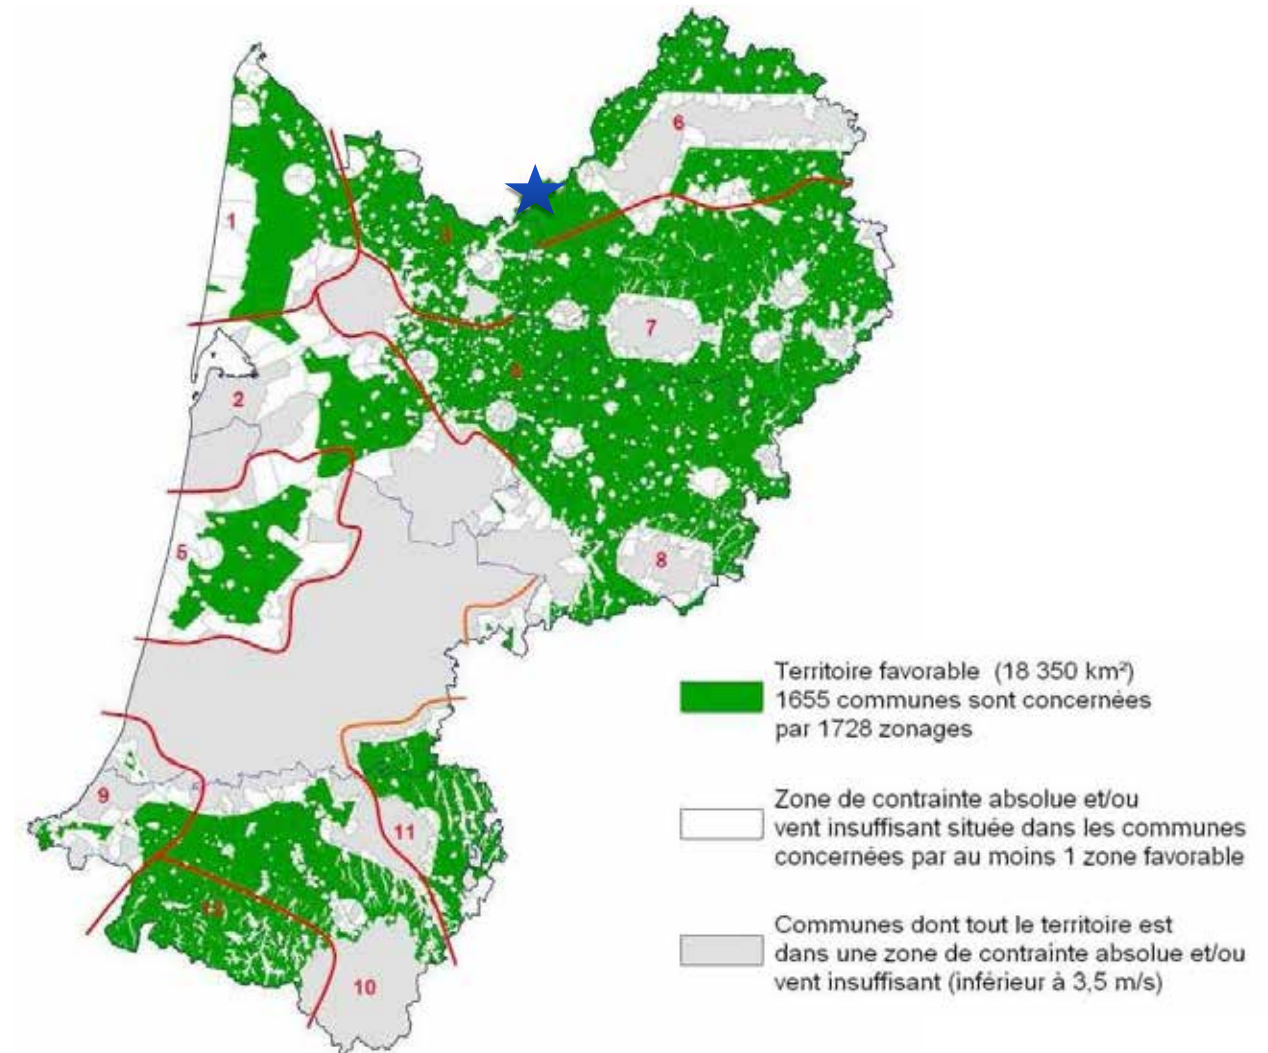 6
1
3
7
4
2
5
8
9
11
12
10
Territoire favorable (18 350 km²)
1655 communes sont concernées
par 1728 zonages
Zone de contrainte absolue et/ou
vent insuffisant située dans les communes
concernées par au moins 1 zone favorable
Communes dont tout le territoire est
dans une zone de contrainte absolue et/ou
vent insuffisant (inférieur à 3,5 m/s)